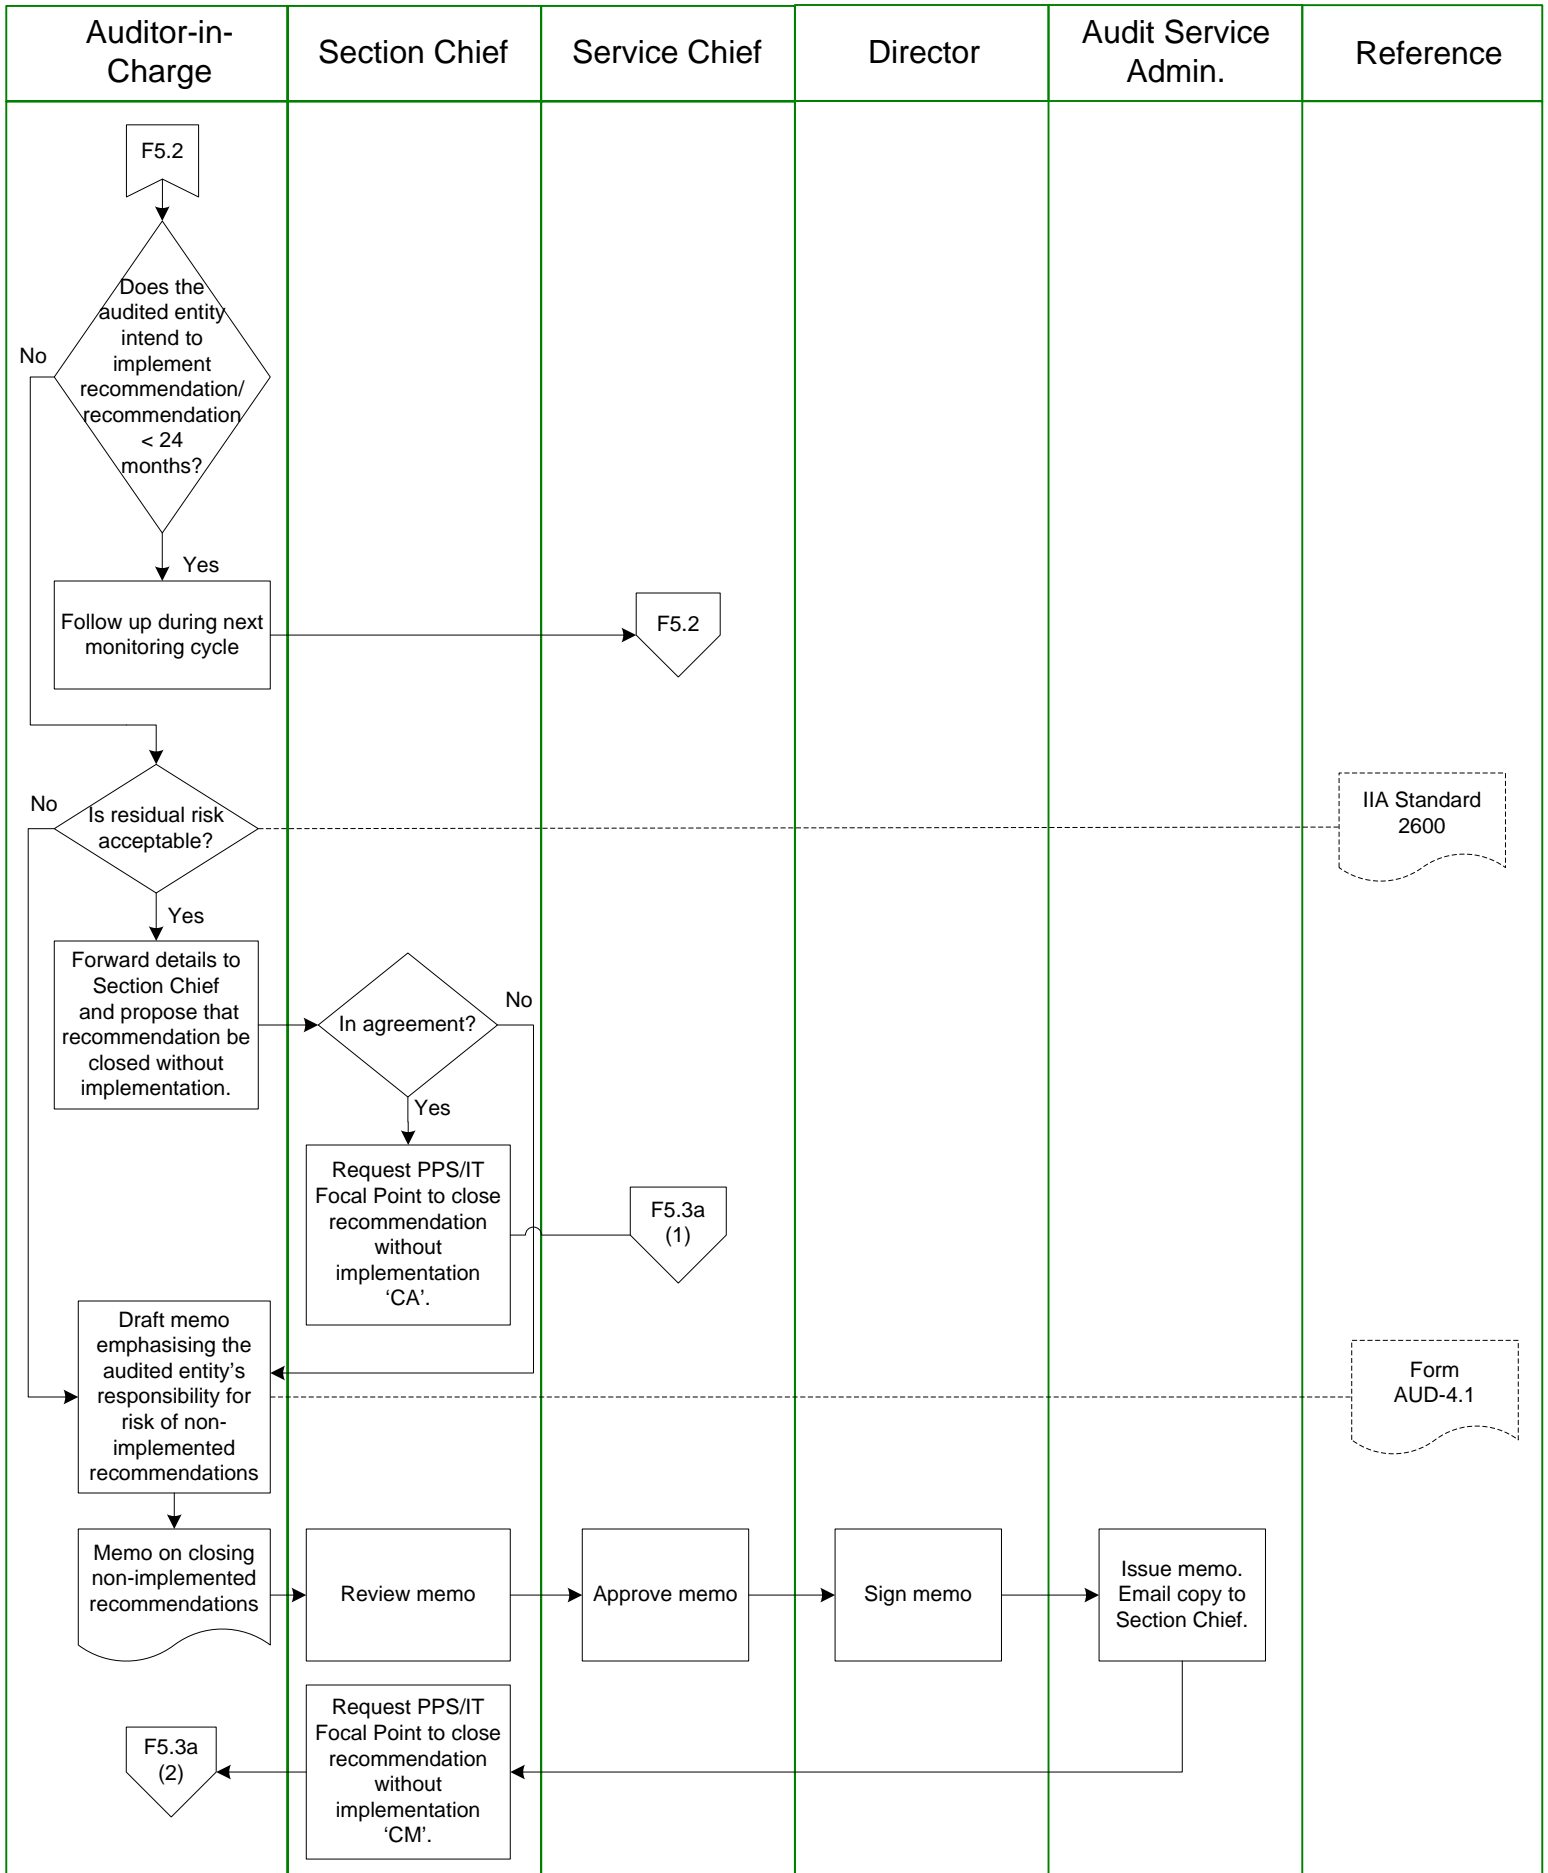 Auditor-in-
Charge
Section Chief
Service Chief
Director
Audit Service
Admin.
Reference
F5.2
Does the
audited entity
intend to
implement
recommendation/
recommendation
< 24
months?
No
Yes
Follow up during next
monitoring cycle
F5.2
Is residual risk
acceptable?
No
Yes
IIA Standard
2600
Forward details to
Section Chief
and propose that
recommendation be
closed without
implementation.
In agreement?
No
Yes
Request PPS/IT
Focal Point to close
recommendation
without
implementation
‘CA’.
F5.3a
(1)
Draft memo
emphasising the
audited entity’s
responsibility for
risk of non-
implemented
recommendations
Form
AUD-4.1
Memo on closing
non-implemented
recommendations
Review memo
Approve memo
Sign memo
Issue memo.
Email copy to
Section Chief.
Request PPS/IT
Focal Point to close
recommendation
without
implementation
‘CM’.
F5.3a
(2)